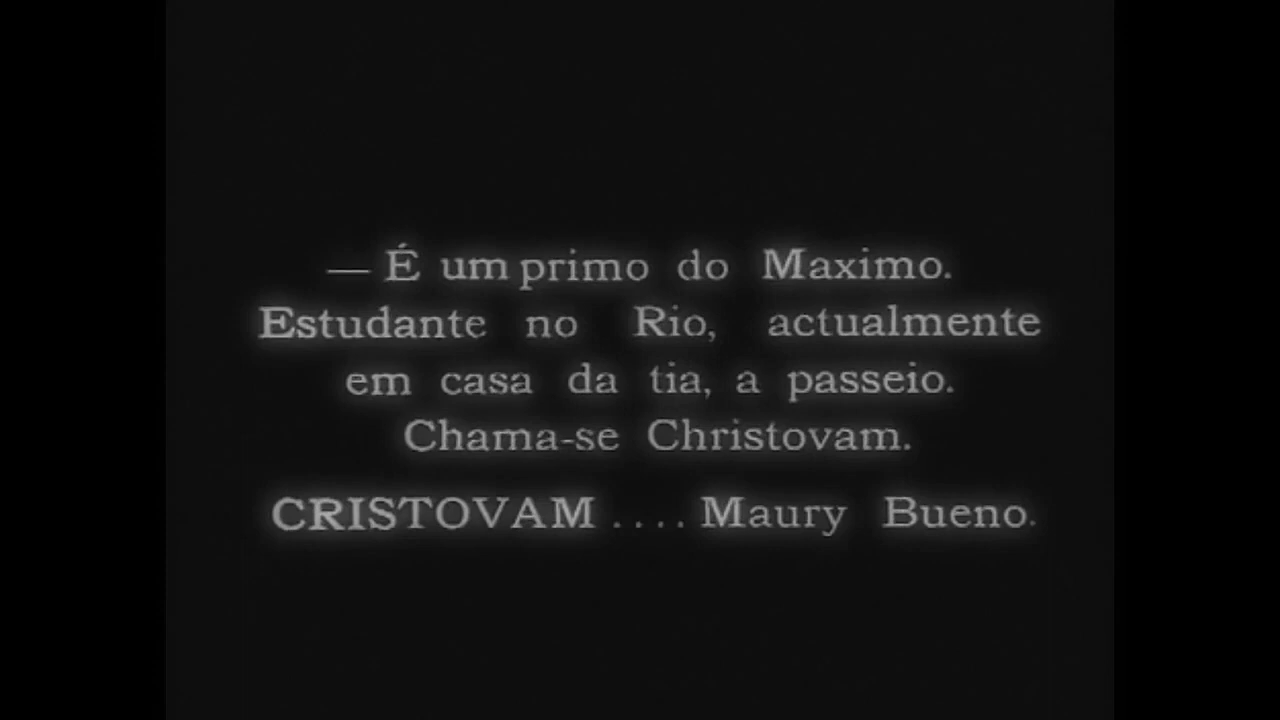 — É um primo do Maximo.
Estudante no Rio, actualmente
em casa da tia, a passeio.
Chama-se Christovam.
CRISTOVAM .... Maury Bueno.